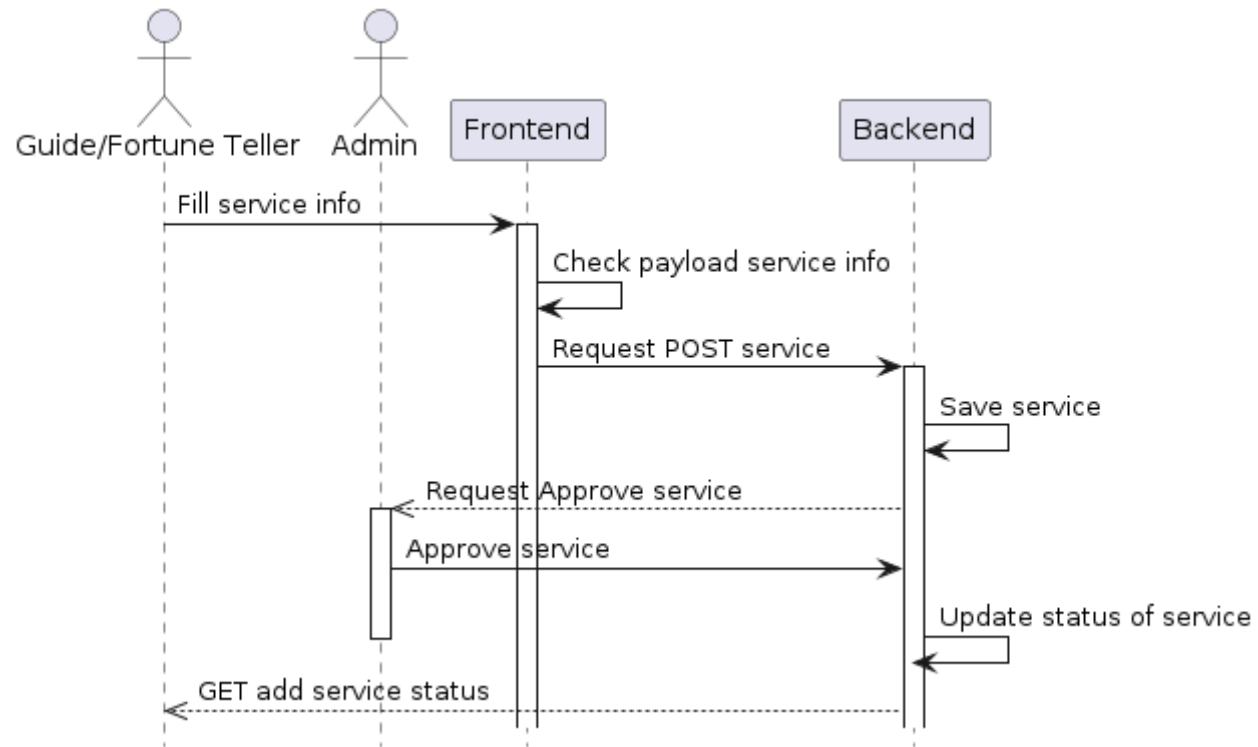 Guide/Fortune Teller
Admin
Frontend
Backend
Fill service info
Check payload service info
Request POST service
Save service
Request Approve service
Approve service
Update status of service
GET add service status